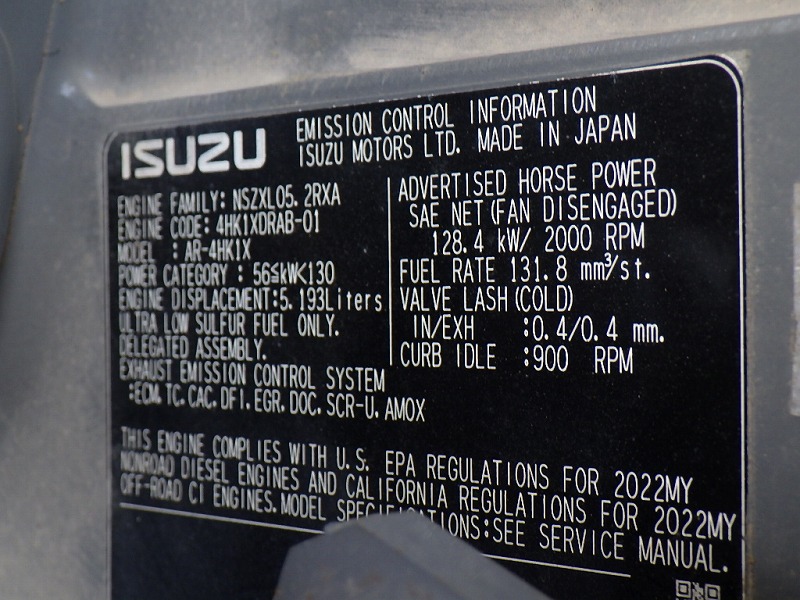 ISUZU
EMISSION CONTROL INFORMATION
ISUZU MOTORS LTD. MADE IN JAPAN
ENGINE FAMILY: NSZXL05.2RXA
ENGINE CODE: 4HK1XDRAB-01
MODEL : AR-4HK1X
POWER CATEGORY : 56≤kW<130
ENGINE DISPLACEMENT:5.193Liters
ULTRA LOW SULFUR FUEL ONLY.
DELEGATED ASSEMBLY.
EXHAUST EMISSION CONTROL SYSTEM
:ECM.TC.CAC.DFI.EGR.DOC.SCR-U.AMOX
ADVERTISED HORSE POWER
SAE NET(FAN DISENGAGED)
128.4 kW/ 2000 RPM
FUEL RATE 131.8 mm³/st.
VALVE LASH(COLD)
IN/EXH :0.4/0.4 mm.
CURB IDLE :900 RPM
THIS ENGINE COMPLIES WITH U.S. EPA REGULATIONS FOR 2022MY
NONROAD DIESEL ENGINES AND CALIFORNIA REGULATIONS FOR 2022MY
OFF-ROAD CI ENGINES.MODEL :SEE SERVICE MANUAL.